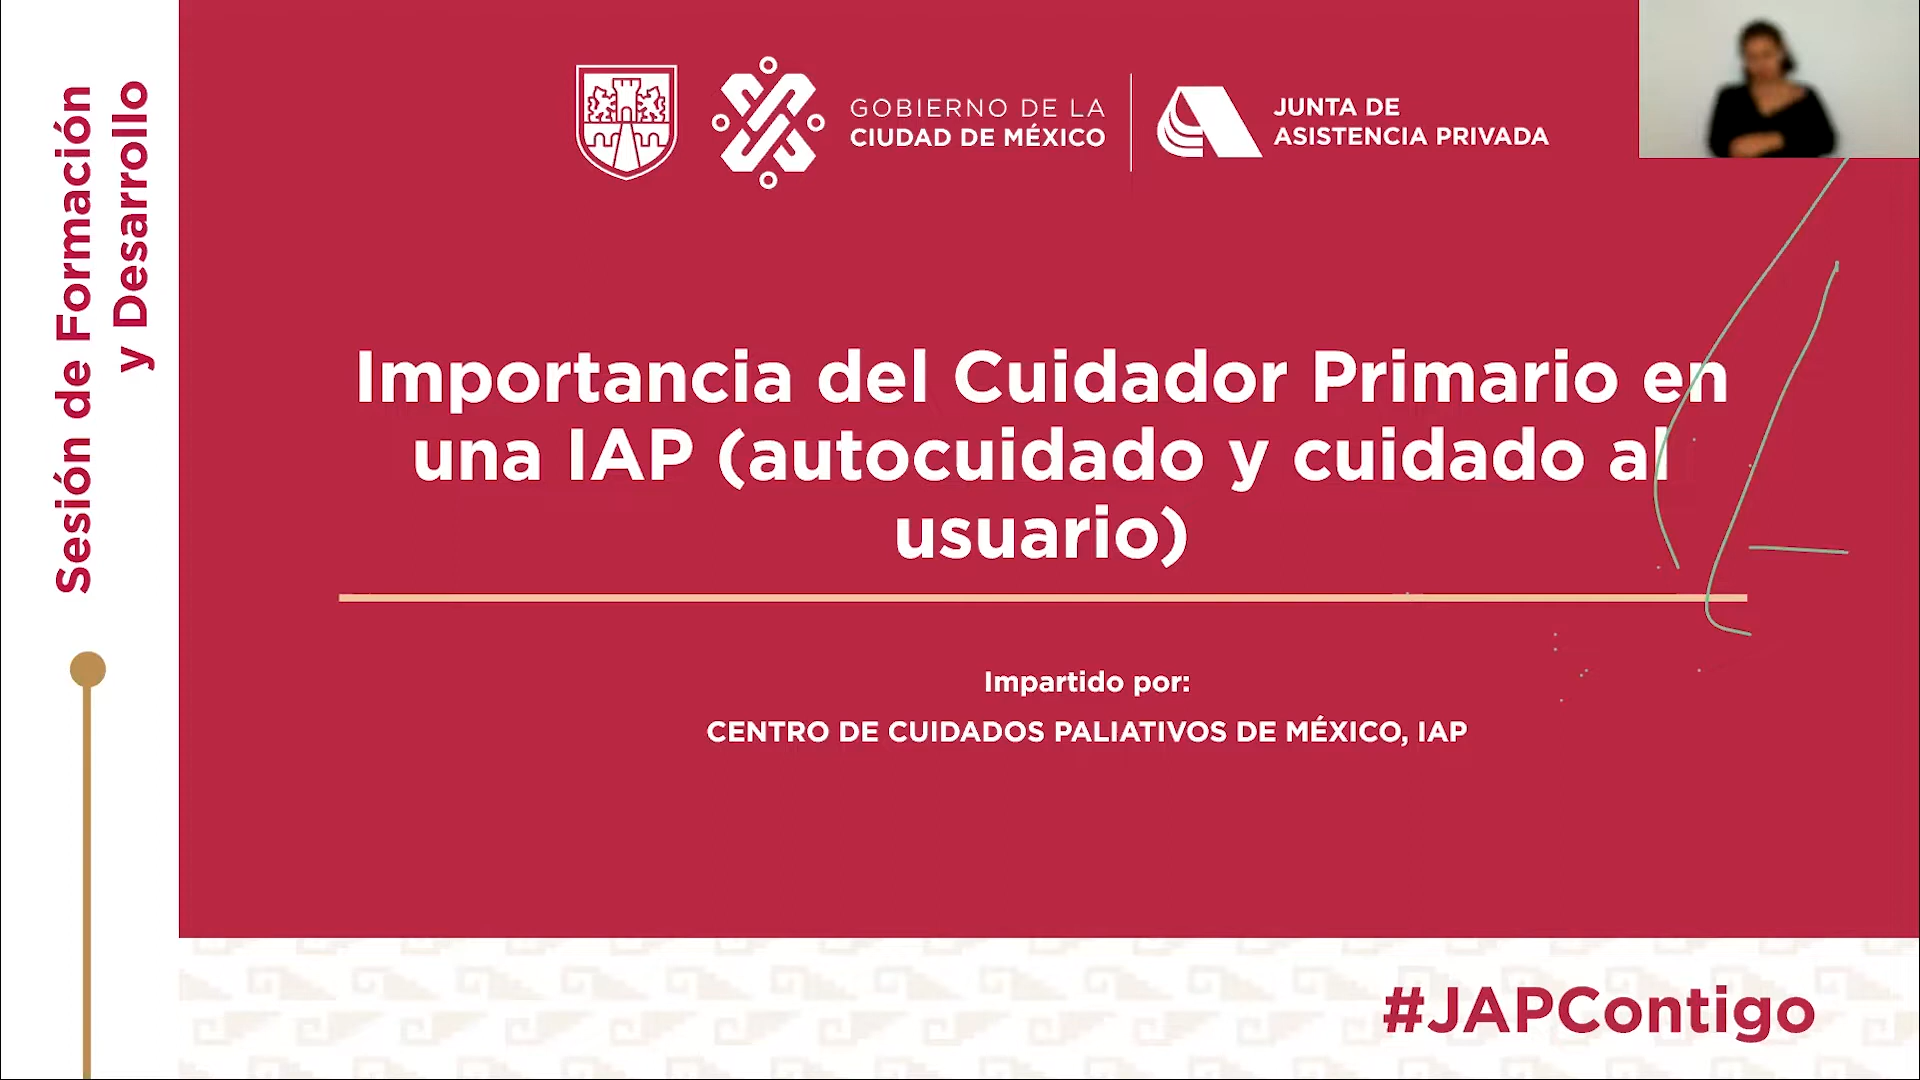 Sesión de Formación
y Desarrollo
GOBIERNO DE LA
CIUDAD DE MÉXICO
JUNTA DE
ASISTENCIA PRIVADA
Importancia del Cuidador Primario en
una IAP (autocuidado y cuidado al
usuario)
Impartido por:
CENTRO DE CUIDADOS PALIATIVOS DE MÉXICO, IAP
#JAPContigo